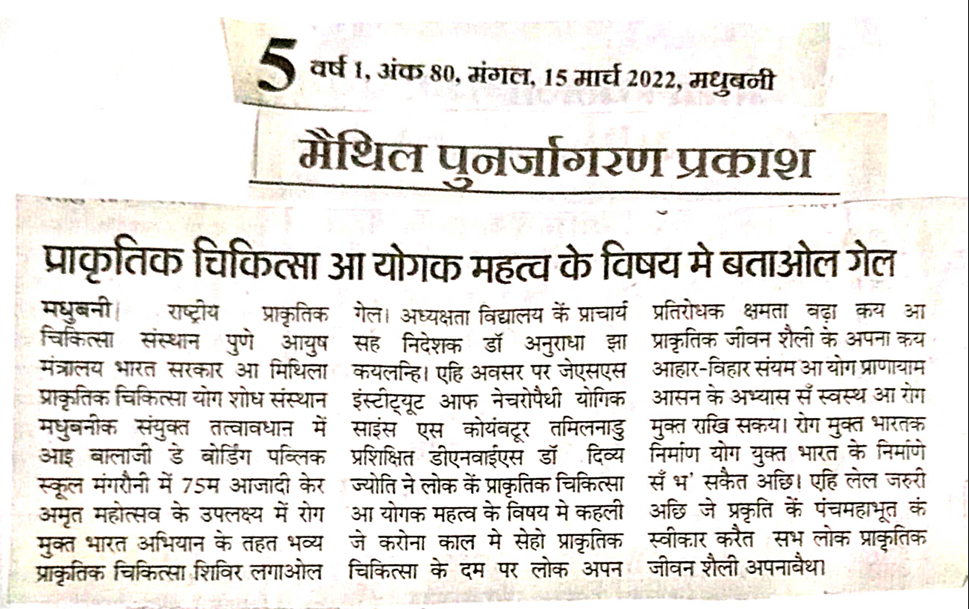 5 वर्ष 1, अंक 80, मंगल, 15 मार्च 2022, मधुबनी
मैथिल पुनर्जागरण प्रकाश
प्राकृतिक चिकित्सा आ योगक महत्व के विषय मे बताओल गेल
मधुबनी। राष्ट्रीय प्राकृतिक
चिकित्सा संस्थान पुणे आयुष
मंत्रालय भारत सरकार आ मिथिला
प्राकृतिक चिकित्सा योग शोध संस्थान
मधुबनीक संयुक्त तत्वावधान में
आइ बालाजी डे बोर्डिंग पब्लिक
स्कूल मंगरौनी में 75म आजादी केर
अमृत महोत्सव के उपलक्ष्य में रोग
मुक्त भारत अभियान के तहत भव्य
प्राकृतिक चिकित्सा शिविर लगाओल
गेल। अध्यक्षता विद्यालय कें प्राचार्य
सह निदेशक डॉ अनुराधा झा
कयलन्हि। एहि अवसर पर जेएसएस
इंस्टीट्यूट आफ नेचरोपैथी योगिक
साइंस एस कोयंबटूर तमिलनाडु
प्रशिक्षित डीएनवाईएस डॉ दिव्य
ज्योति ने लोक कें प्राकृतिक चिकित्सा
आ योगक महत्व के विषय मे कहली
जे करोना काल मे सेहो प्राकृतिक
चिकित्सा के दम पर लोक अपन
प्रतिरोधक क्षमता बढ़ा कय आ
प्राकृतिक जीवन शैली के अपना कय
आहार-विहार संयम आ योग प्राणायाम
आसन के अभ्यास सँ स्वस्थ आ रोग
मुक्त राखि सकय। रोग मुक्त भारतक
निर्माण योग युक्त भारत के निर्माणे
सँ भ' सकैत अछि। एहि लेल जरुरी
अछि जे प्रकृति कें पंचमहाभूत कं
स्वीकार करैत सभ लोक प्राकृतिक
जीवन शैली अपनाबैथ।